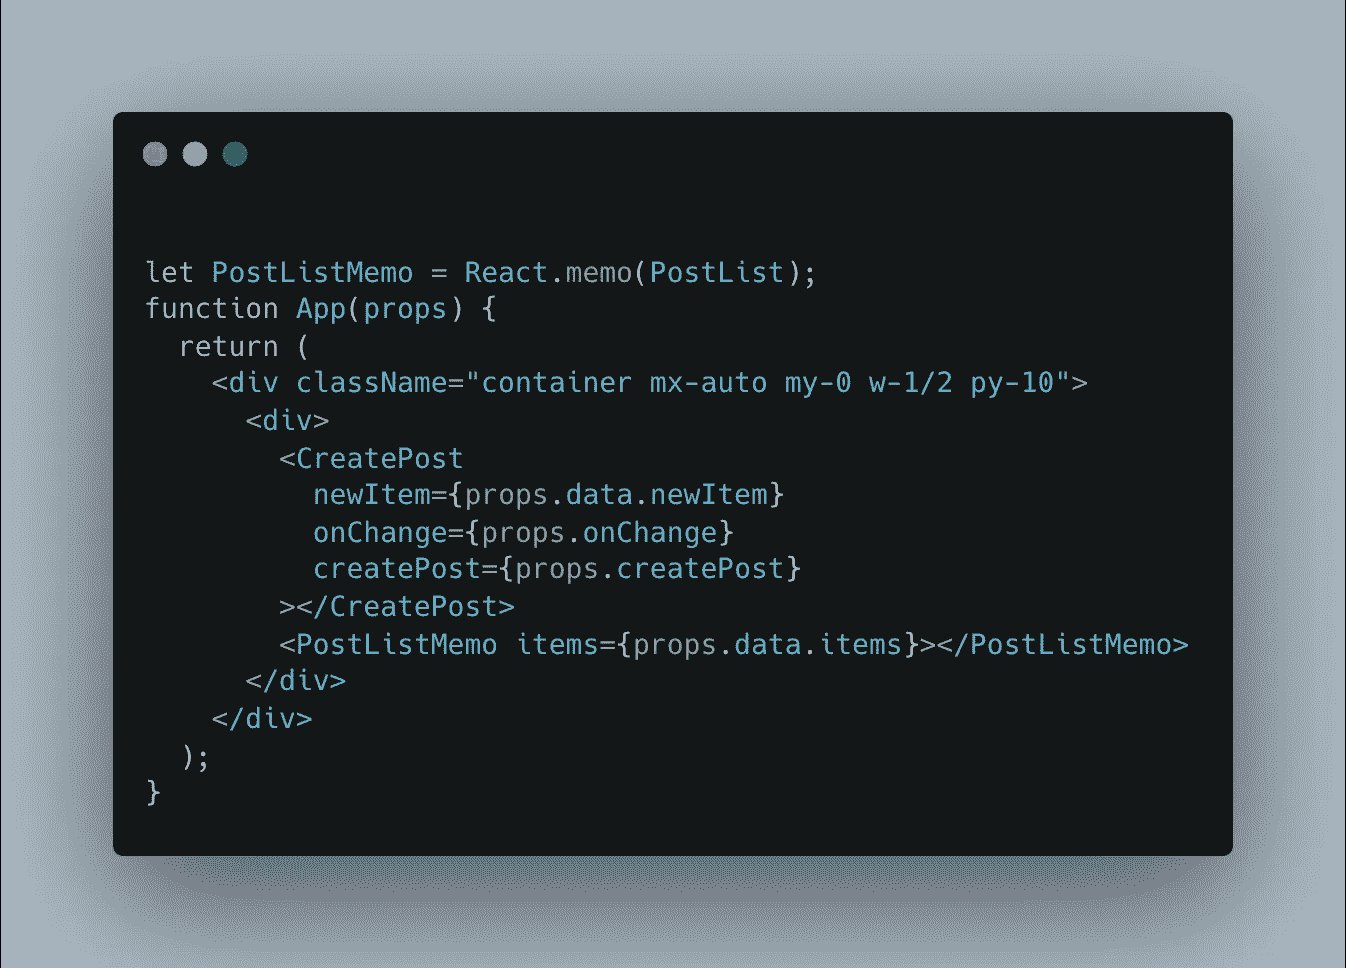 let PostListMemo = React.memo(PostList);
function App(props) {
  return (
    <div className="container mx-auto my-0 w-1/2 py-10">
      <div>
        <CreatePost
          newItem={props.data.newItem}
          onChange={props.onChange}
          createPost={props.createPost}
        ></CreatePost>
        <PostListMemo items={props.data.items}></PostListMemo>
      </div>
    </div>
  );
}